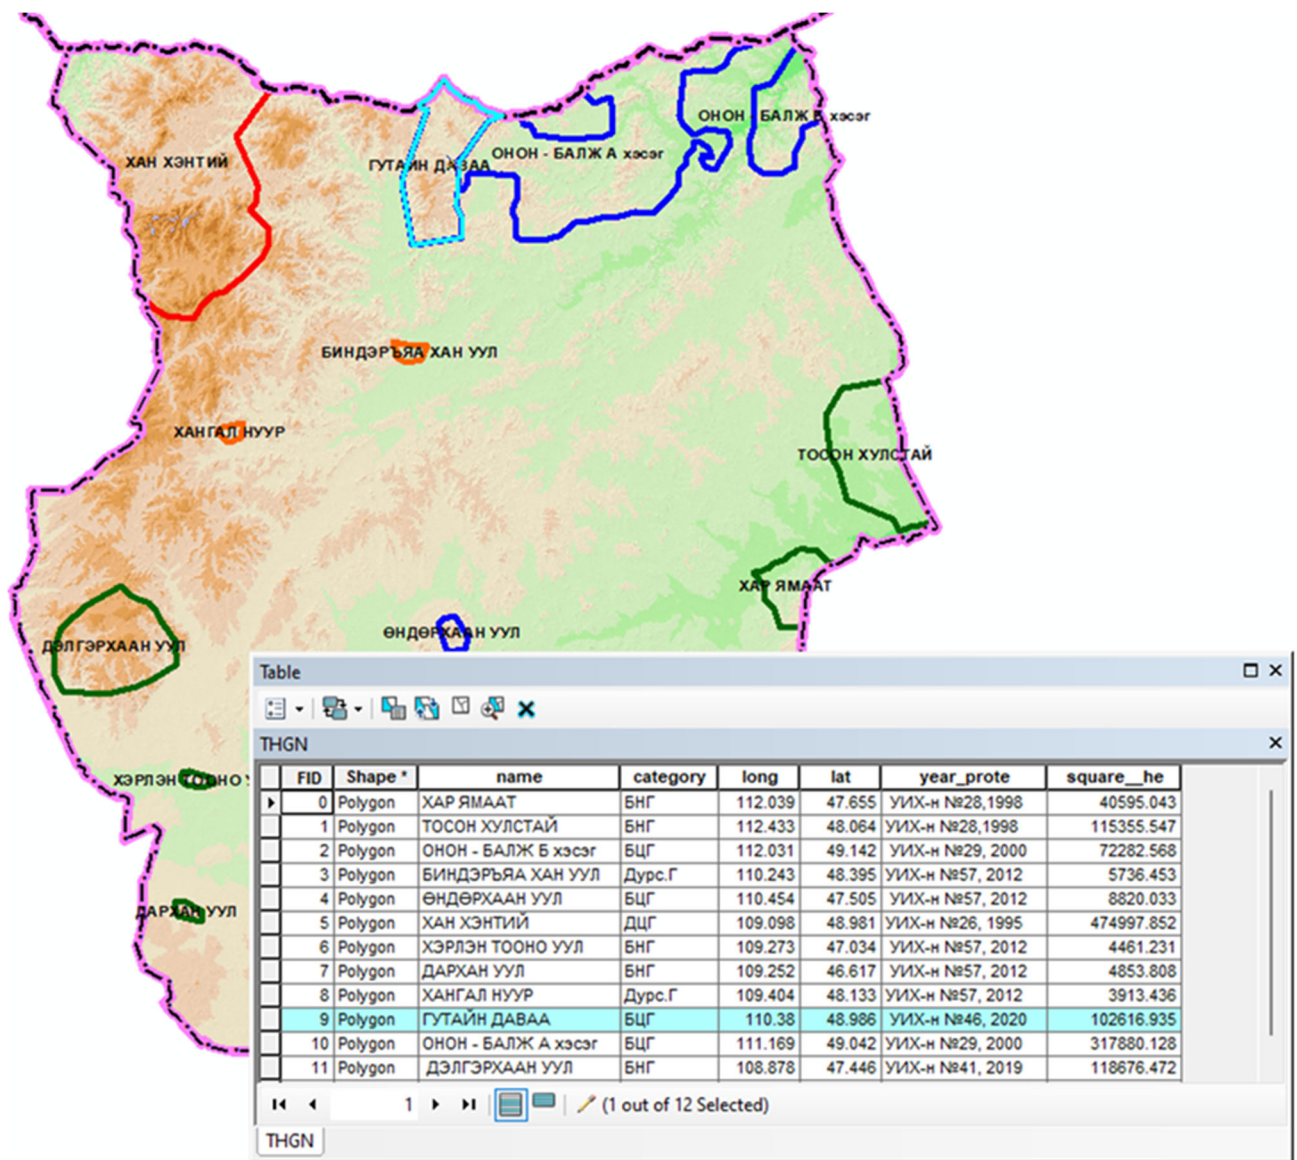 ХАН ХЭНТИЙ
ГУТАЙН ДАВАА
ОНОН - БАЛЖ А хэсэг
ОНОН - БАЛЖ Б хэсэг
БИНДЭРЪЯА ХАН УУЛ
ХАНГАЛ НУУР
ТОСОН ХУЛСТАЙ
ХАР ЯМААТ
ӨНДӨРХААН УУЛ
ДЭЛГЭРХААН УУЛ
ХЭРЛЭН ТООНО
ДАРХАН УУЛ
Table
THGN
FID Shape * name category long lat year_prote square__he
0 Polygon ХАР ЯМААТ БНГ 112.039 47.655 УИХ-н №28,1998 40595.043
1 Polygon ТОСОН ХУЛСТАЙ БНГ 112.433 48.064 УИХ-н №28,1998 115355.547
2 Polygon ОНОН - БАЛЖ Б хэсэг БЦГ 112.031 49.142 УИХ-н №29, 2000 72282.568
3 Polygon БИНДЭРЪЯА ХАН УУЛ Дурс.Г 110.243 48.395 УИХ-н №57, 2012 5736.453
4 Polygon ӨНДӨРХААН УУЛ БЦГ 110.454 47.505 УИХ-н №57, 2012 8820.033
5 Polygon ХАН ХЭНТИЙ ДЦГ 109.098 48.981 УИХ-н №26, 1995 474997.852
6 Polygon ХЭРЛЭН ТООНО УУЛ БНГ 109.273 47.034 УИХ-н №57, 2012 4461.231
7 Polygon ДАРХАН УУЛ БНГ 109.252 46.617 УИХ-н №57, 2012 4853.808
8 Polygon ХАНГАЛ НУУР Дурс.Г 109.404 48.133 УИХ-н №57, 2012 3913.436
9 Polygon ГУТАЙН ДАВАА БЦГ 110.38 48.986 УИХ-н №46, 2020 102616.935
10 Polygon ОНОН - БАЛЖ А хэсэг БЦГ 111.169 49.042 УИХ-н №29, 2000 317880.128
11 Polygon ДЭЛГЭРХААН УУЛ БНГ 108.878 47.446 УИХ-н №41, 2019 118676.472
1 (1 out of 12 Selected)
THGN